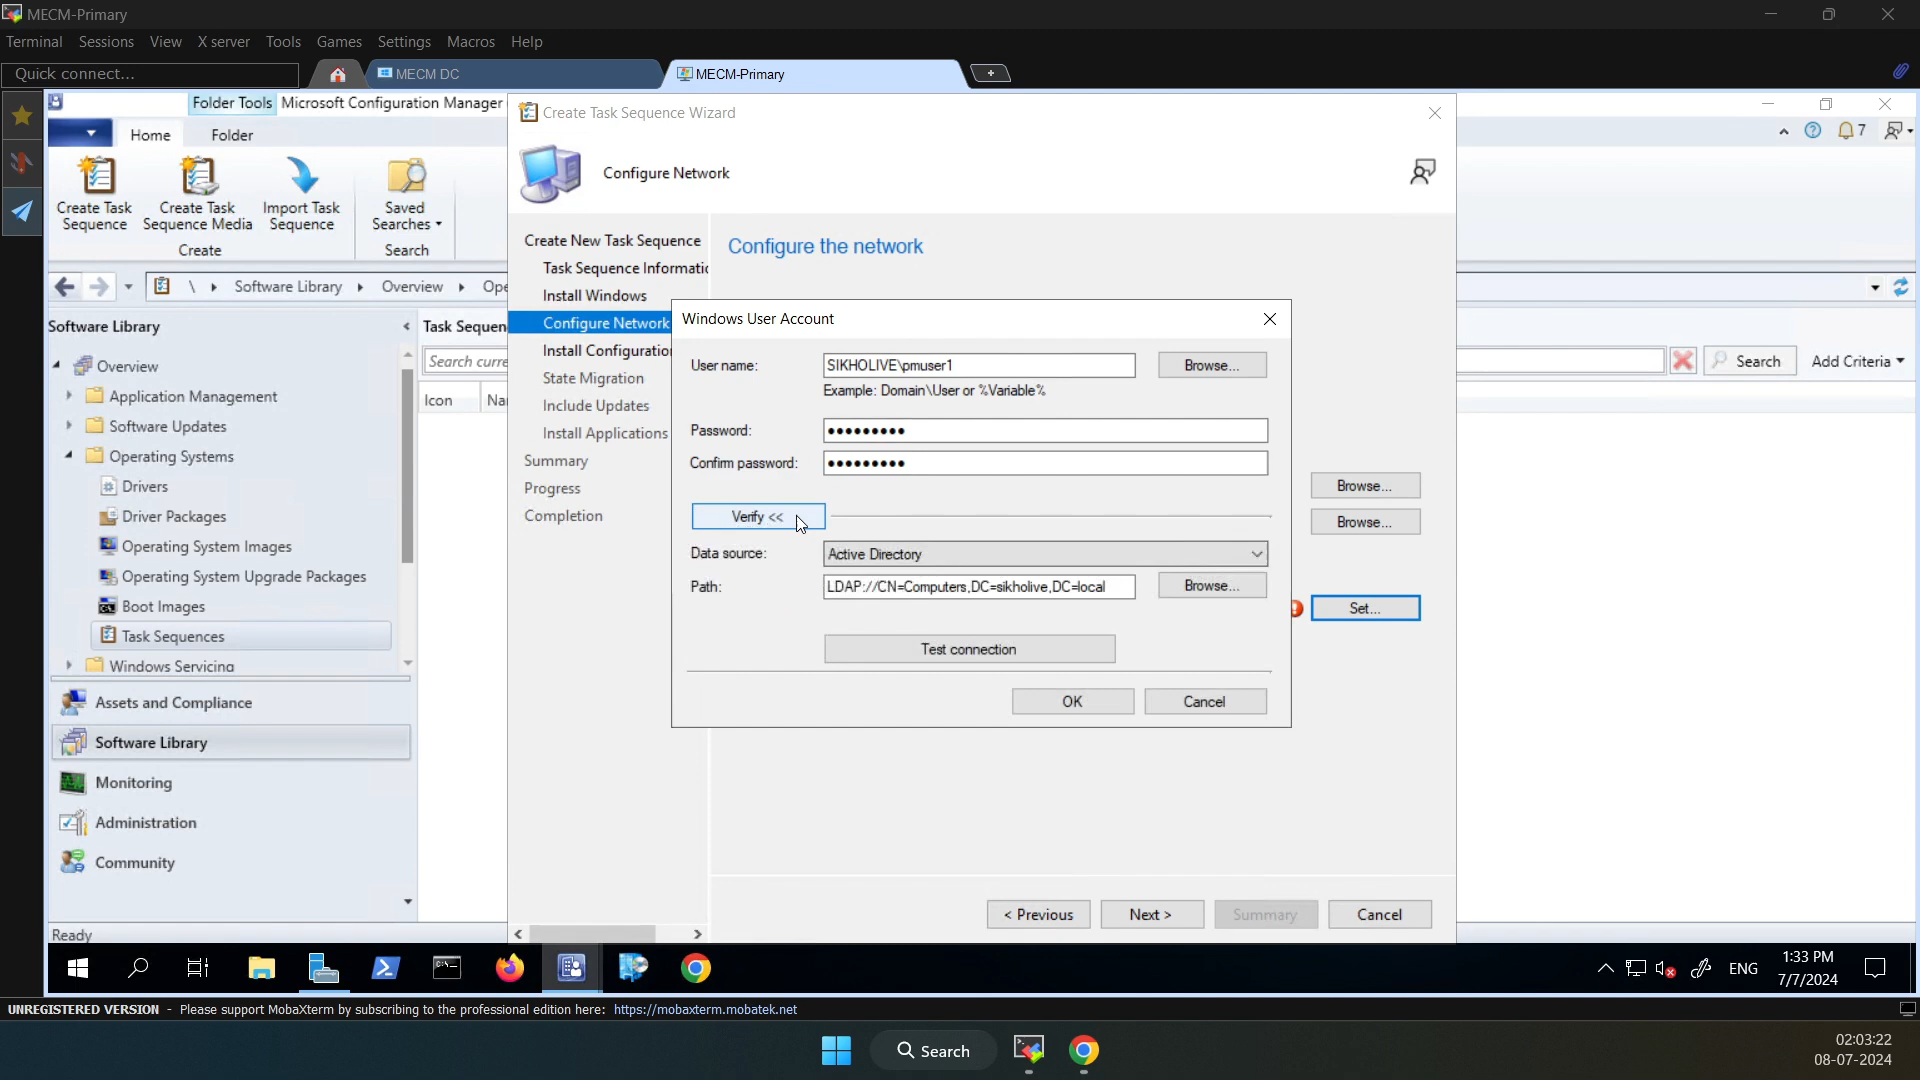 MECM-Primary
Terminal Sessions View X server Tools Games Settings Macros Help
Quick connect... MECM DC MECM-Primary
Folder Tools Microsoft Configuration Manager
Create Task Sequence Wizard
Home Folder
7
Configure Network
Create Task Sequence
Create Task Sequence Media
Import Task Sequence
Saved Searches
Create
Search
Configure the network
Create New Task Sequence
Task Sequence Informatio
Install Windows
Configure Network
Install Configuration
State Migration
Include Updates
Install Applications
Summary
Progress
Completion
\ Software Library Overview Ope
Software Library
Task Sequen
Search curre
Search Add Criteria
Icon Na
Overview
Application Management
Software Updates
Operating Systems
Drivers
Driver Packages
Operating System Images
Operating System Upgrade Packages
Boot Images
Task Sequences
Windows Servicing
Assets and Compliance
Software Library
Monitoring
Administration
Community
Ready
Windows User Account
User name: SIKHOLIVE\pmuser1 Browse...
Example: Domain\User or %Variable%
Password: •••••••••
Confirm password: •••••••••
Verify <<
Data source: Active Directory
Path: LDAP://CN=Computers,DC=sikholive,DC=local Browse...
Test connection
OK Cancel
Browse...
Browse...
Set...
< Previous Next > Summary Cancel
ENG
1:33 PM
7/7/2024
UNREGISTERED VERSION - Please support MobaXterm by subscribing to the professional edition here: https://mobaxterm.mobatek.net
Search
02:03:22
08-07-2024